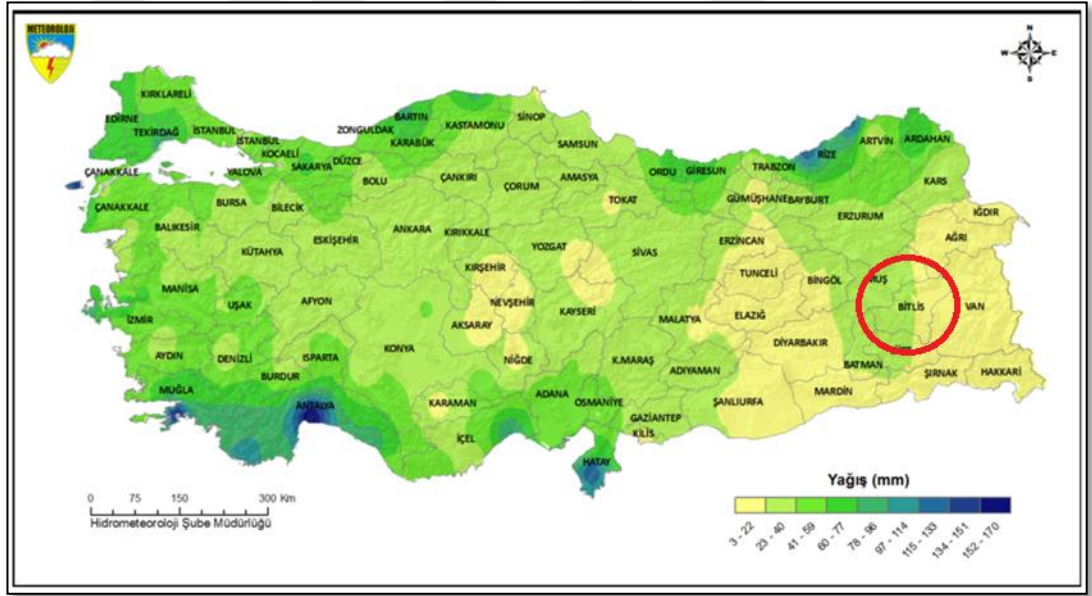 METEOROLOJİ
N
W
E
S
KIRKLARELİ
EDİRNE
TEKİRDAĞ
İSTANBUL
İSTANBUL
KOCAELİ
YALOVA
SAKARYA
DÜZCE
ZONGULDAK
BARTIN
KARABÜK
KASTAMONU
SİNOP
SAMSUN
ORDU
GİRESUN
TRABZON
RİZE
ARTVİN
ARDAHAN
KARS
ÇANAKKALE
ÇANAKKALE
BURSA
BİLECİK
BOLU
ÇANKIRI
ÇORUM
AMASYA
TOKAT
GÜMÜŞHANE
BAYBURT
ERZURUM
IĞDIR
AĞRI
BALIKESİR
KÜTAHYA
ESKİŞEHİR
ANKARA
KIRIKKALE
YOZGAT
SİVAS
ERZİNCAN
TUNCELİ
BİNGÖL
MUŞ
BİTLİS
VAN
MANİSA
UŞAK
AFYON
KIRŞEHİR
NEVŞEHİR
KAYSERİ
MALATYA
ELAZIĞ
DİYARBAKIR
İZMİR
AYDIN
DENİZLİ
ISPARTA
BURDUR
KONYA
AKSARAY
NİĞDE
K.MARAŞ
ADIYAMAN
BATMAN
ŞIRNAK
HAKKARİ
MUĞLA
ANTALYA
KARAMAN
İÇEL
ADANA
OSMANİYE
GAZİANTEP
KİLİS
ŞANLIURFA
MARDİN
HATAY
0 75 150 300 Km
Hidrometeoroloji Şube Müdürlüğü
Yağış (mm)
3 - 22
23 - 40
41 - 59
60 - 77
78 - 96
97 - 114
115 - 133
134 - 151
152 - 170